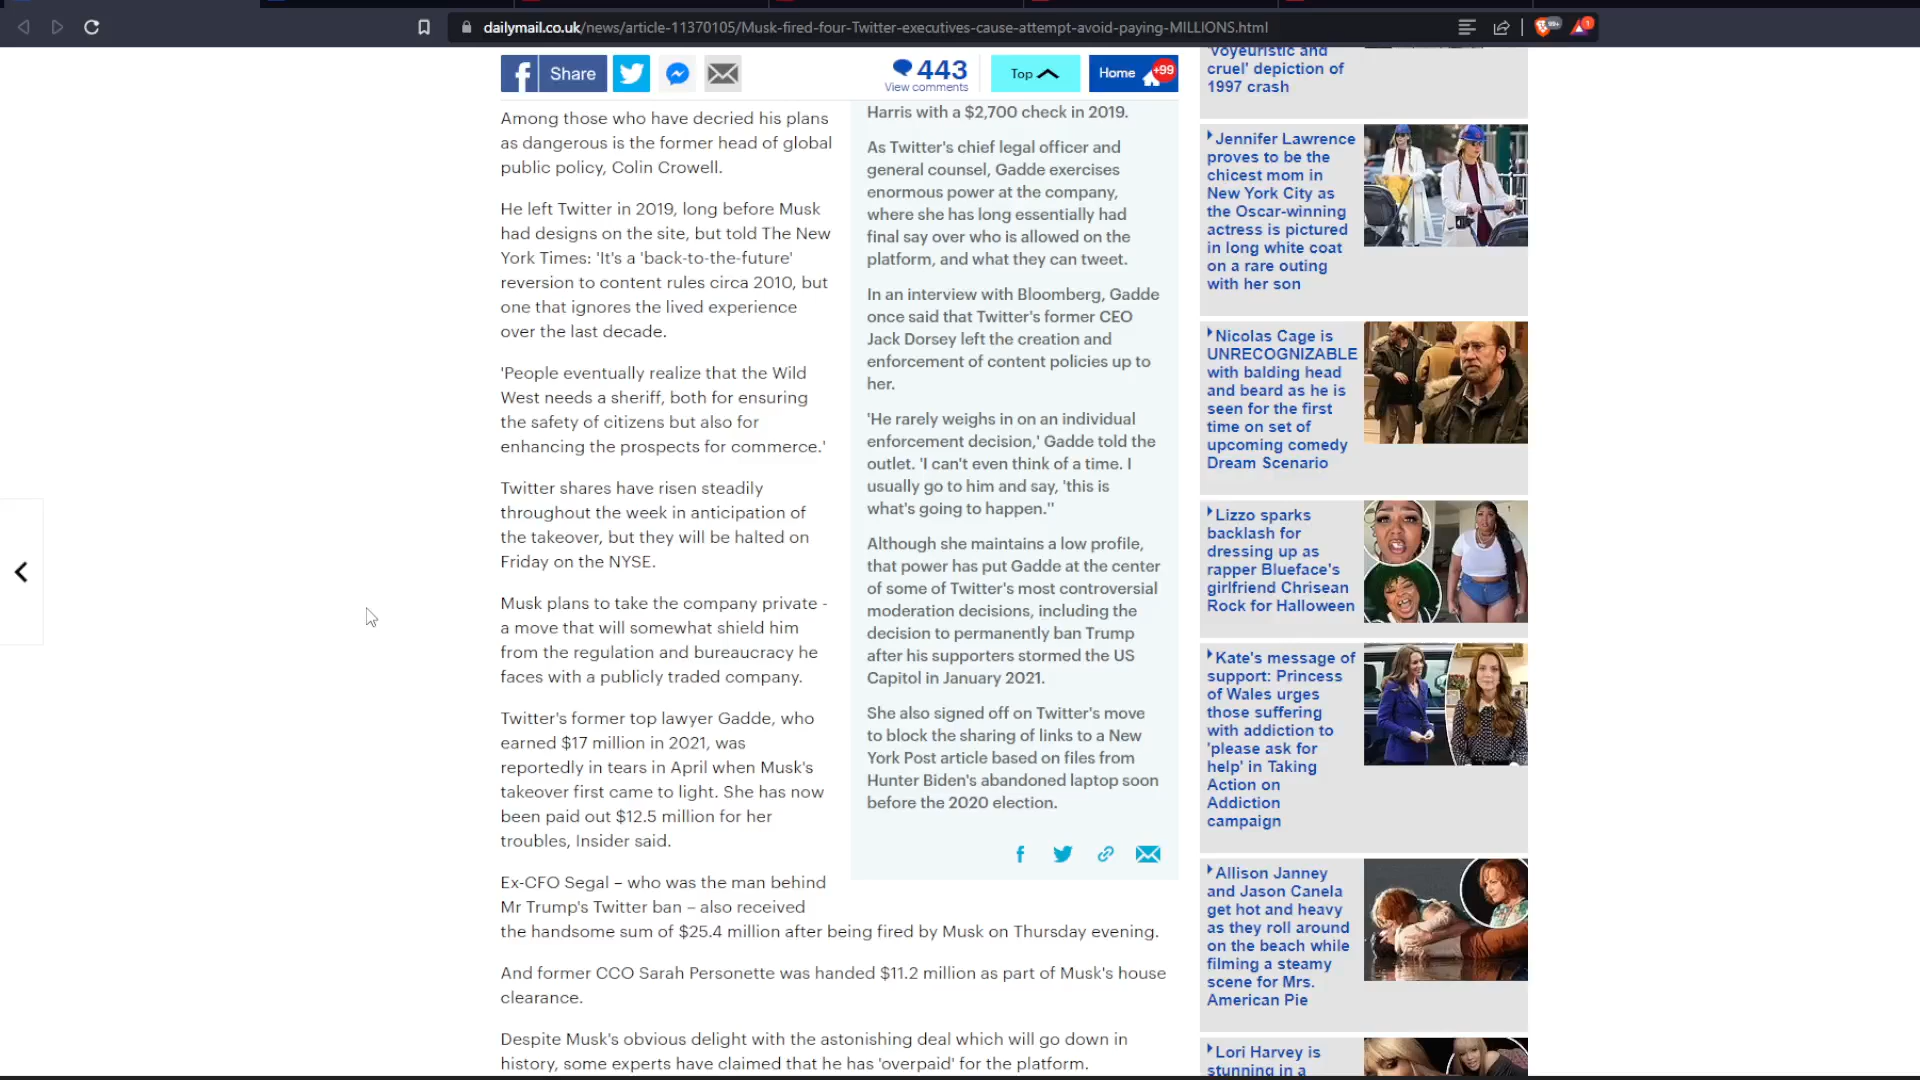 dailymail.co.uk/news/article-11370105/Musk-fired-four-Twitter-executives-cause-attempt-avoid-paying-MILLIONS.html
99+
1
Share
443
View comments
Top
Home
+99
Among those who have decried his plans
as dangerous is the former head of global
public policy, Colin Crowell.
He left Twitter in 2019, long before Musk
had designs on the site, but told The New
York Times: 'It's a 'back-to-the-future'
reversion to content rules circa 2010, but
one that ignores the lived experience
over the last decade.
'People eventually realize that the Wild
West needs a sheriff, both for ensuring
the safety of citizens but also for
enhancing the prospects for commerce.'
Twitter shares have risen steadily
throughout the week in anticipation of
the takeover, but they will be halted on
Friday on the NYSE.
Musk plans to take the company private -
a move that will somewhat shield him
from the regulation and bureaucracy he
faces with a publicly traded company.
Twitter's former top lawyer Gadde, who
earned $17 million in 2021, was
reportedly in tears in April when Musk's
takeover first came to light. She has now
been paid out $12.5 million for her
troubles, Insider said.
Ex-CFO Segal – who was the man behind
Mr Trump's Twitter ban – also received
the handsome sum of $25.4 million after being fired by Musk on Thursday evening.
And former CCO Sarah Personette was handed $11.2 million as part of Musk's house
clearance.
Despite Musk's obvious delight with the astonishing deal which will go down in
history, some experts have claimed that he has 'overpaid' for the platform.
Harris with a $2,700 check in 2019.
As Twitter's chief legal officer and
general counsel, Gadde exercises
enormous power at the company,
where she has long essentially had
final say over who is allowed on the
platform, and what they can tweet.
In an interview with Bloomberg, Gadde
once said that Twitter's former CEO
Jack Dorsey left the creation and
enforcement of content policies up to
her.
'He rarely weighs in on an individual
enforcement decision,' Gadde told the
outlet. 'I can't even think of a time. I
usually go to him and say, 'this is
what's going to happen.''
Although she maintains a low profile,
that power has put Gadde at the center
of some of Twitter's most controversial
moderation decisions, including the
decision to permanently ban Trump
after his supporters stormed the US
Capitol in January 2021.
She also signed off on Twitter's move
to block the sharing of links to a New
York Post article based on files from
Hunter Biden's abandoned laptop soon
before the 2020 election.
'voyeuristic and
cruel' depiction of
1997 crash
Jennifer Lawrence
proves to be the
chicest mom in
New York City as
the Oscar-winning
actress is pictured
in long white coat
on a rare outing
with her son
Nicolas Cage is
UNRECOGNIZABLE
with balding head
and beard as he is
seen for the first
time on set of
upcoming comedy
Dream Scenario
Lizzo sparks
backlash for
dressing up as
rapper Blueface's
girlfriend Chrisean
Rock for Halloween
Kate's message of
support: Princess
of Wales urges
those suffering
with addiction to
'please ask for
help' in Taking
Action on
Addiction
campaign
Allison Janney
and Jason Canela
get hot and heavy
as they roll around
on the beach while
filming a steamy
scene for Mrs.
American Pie
Lori Harvey is
stunning in a